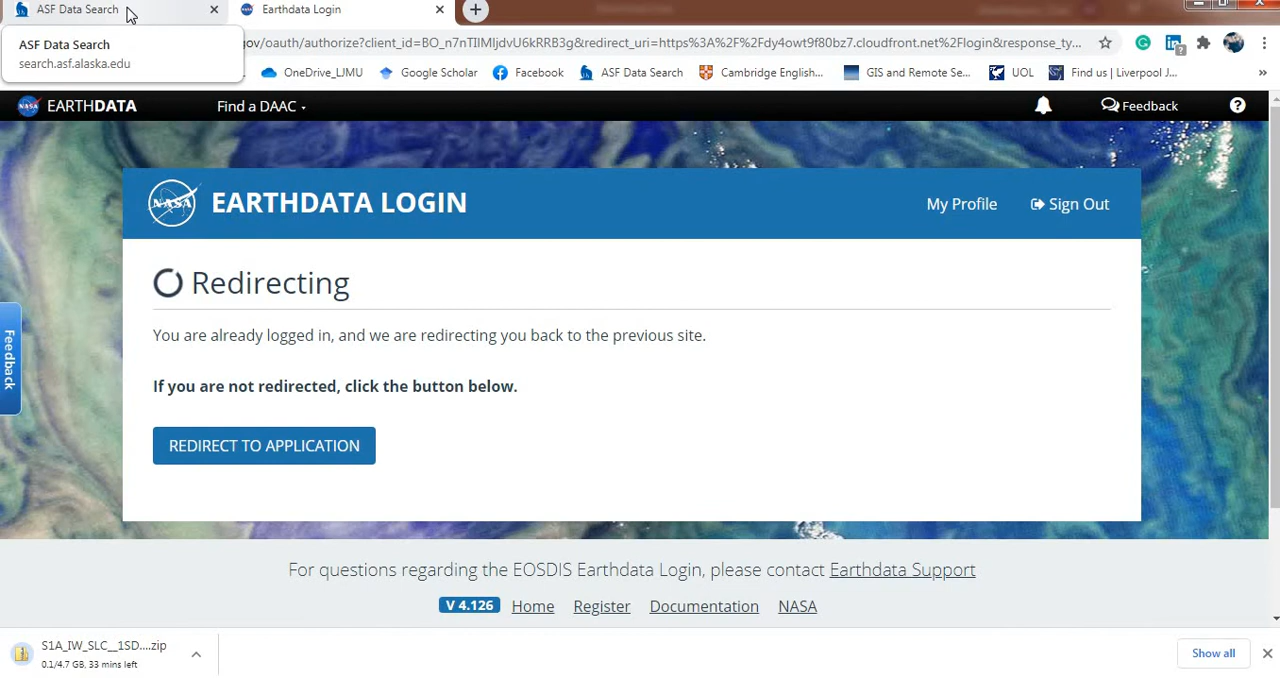 ASF Data Search
Earthdata Login
ASF Data Search
search.asf.alaska.edu
gov/oauth/authorize?client_id=BO_n7nTIIMIjdvU6kRRB3g&redirect_uri=https%3A%2F%2Fdy4owt9f80bz7.cloudfront.net%2Flogin&response_ty...
OneDrive_LJMU
Google Scholar
Facebook
ASF Data Search
Cambridge English...
GIS and Remote Se...
UOL
Find us | Liverpool J...
»
EARTHDATA
Find a DAAC
Feedback
?
NASA
EARTHDATA LOGIN
My Profile
Sign Out
Redirecting
You are already logged in, and we are redirecting you back to the previous site.
If you are not redirected, click the button below.
REDIRECT TO APPLICATION
Feedback
For questions regarding the EOSDIS Earthdata Login, please contact Earthdata Support
V 4.126 Home Register Documentation NASA
S1A_IW_SLC__1SD....zip
0.1/4.7 GB, 33 mins left
Show all